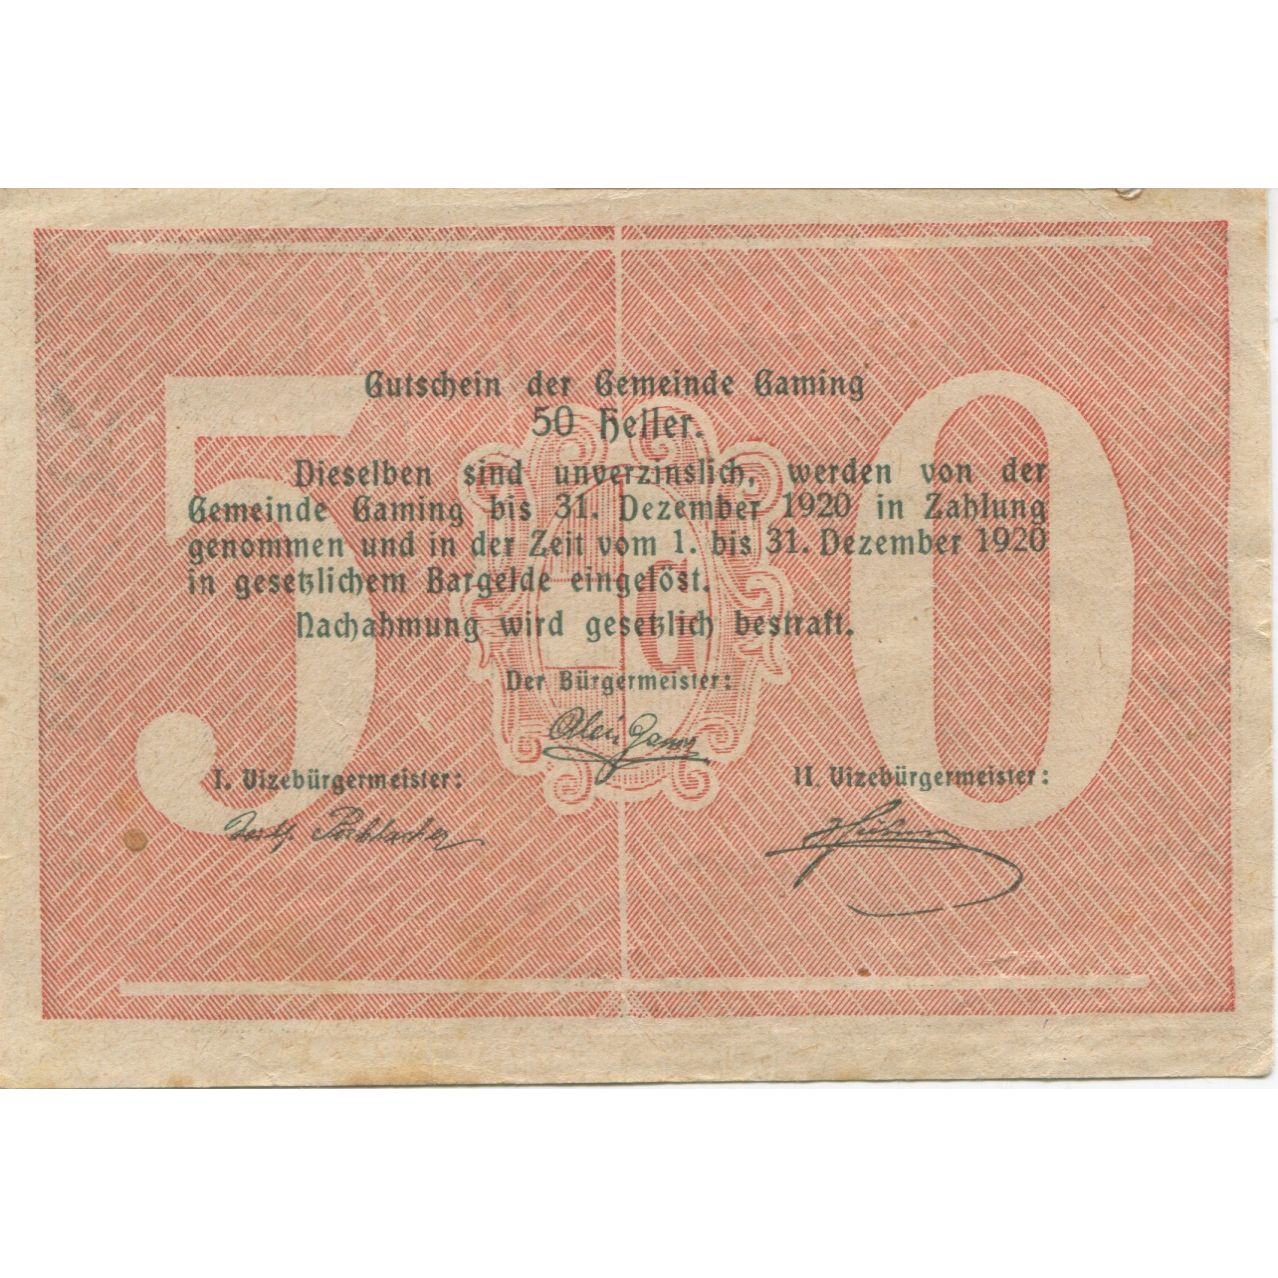 Gutschein der Gemeinde Gaming
50 Heller.
Dieselben sind unverzinslich, werden von der
Gemeinde Gaming bis 31. Dezember 1920 in Zahlung
genommen und in der Zeit vom 1. bis 31. Dezember 1920
in gesetzlichem Bargelde eingelöst.
Nachahmung wird gesetzlich bestraft.
Der Bürgermeister:
I. Vizebürgermeister:
II. Vizebürgermeister:
50
G